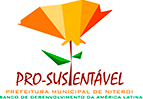 PRO-SUSTENTÁVEL
PREFEITURA MUNICIPAL DE NITERÓI
BANCO DE DESENVOLVIMENTO DA AMÉRICA LATINA